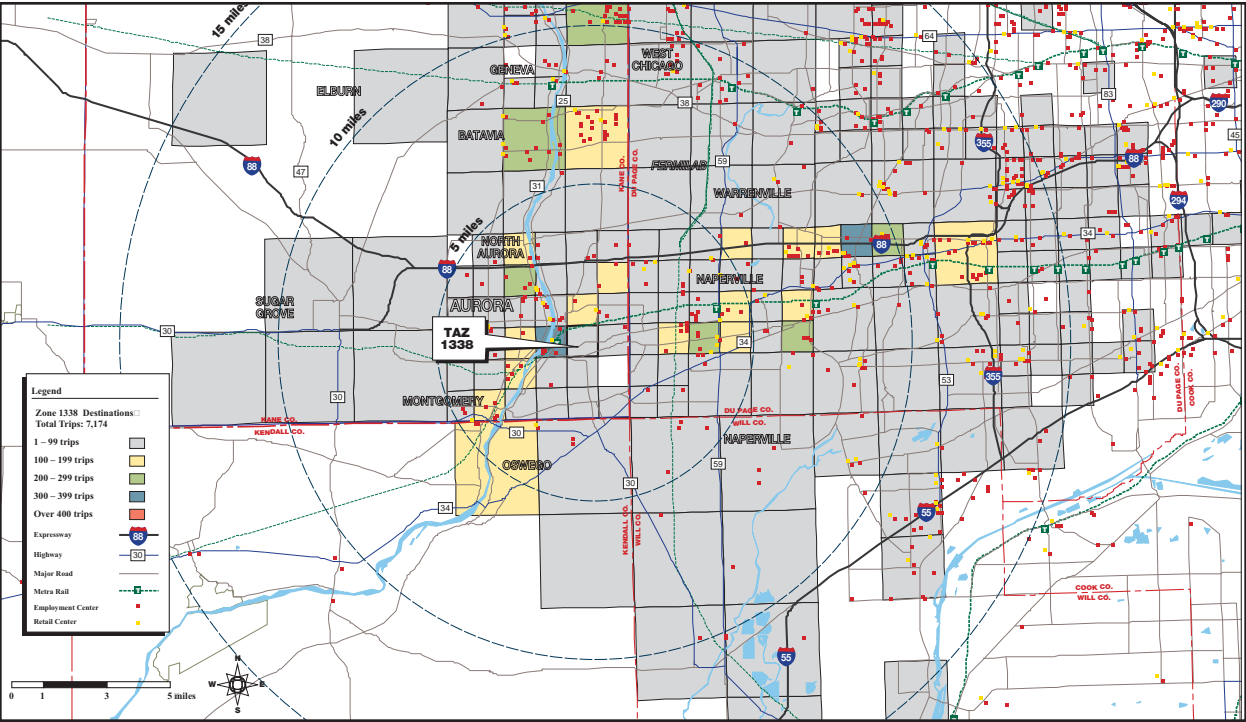 15 miles
38
64
WEST
CHICAGO
GENEVA
ELBURN
83
25
38
290
10 miles
BATAVIA
45
355
88
59
88
FERMILAB
KANE CO.
DU PAGE CO.
47
31
WARRENVILLE
294
5 miles
NORTH
AURORA
34
88
88
NAPERVILLE
SUGAR
GROVE
AURORA
30
TAZ
1338
34
355
53
DU PAGE CO.
COOK CO.
30
MONTGOMERY
KANE CO.
KENDALL CO.
DU PAGE CO.
WILL CO.
30
NAPERVILLE
OSWEGO
59
30
34
55
KENDALL CO.
WILL CO.
COOK CO.
WILL CO.
55
Legend
Zone 1338 Destinations
Total Trips: 7,174
1 – 99 trips
100 – 199 trips
200 – 299 trips
300 – 399 trips
Over 400 trips
Expressway 88
Highway 30
Major Road
Metra Rail T
Employment Center
Retail Center
N
W E
S
0 1 3 5 miles